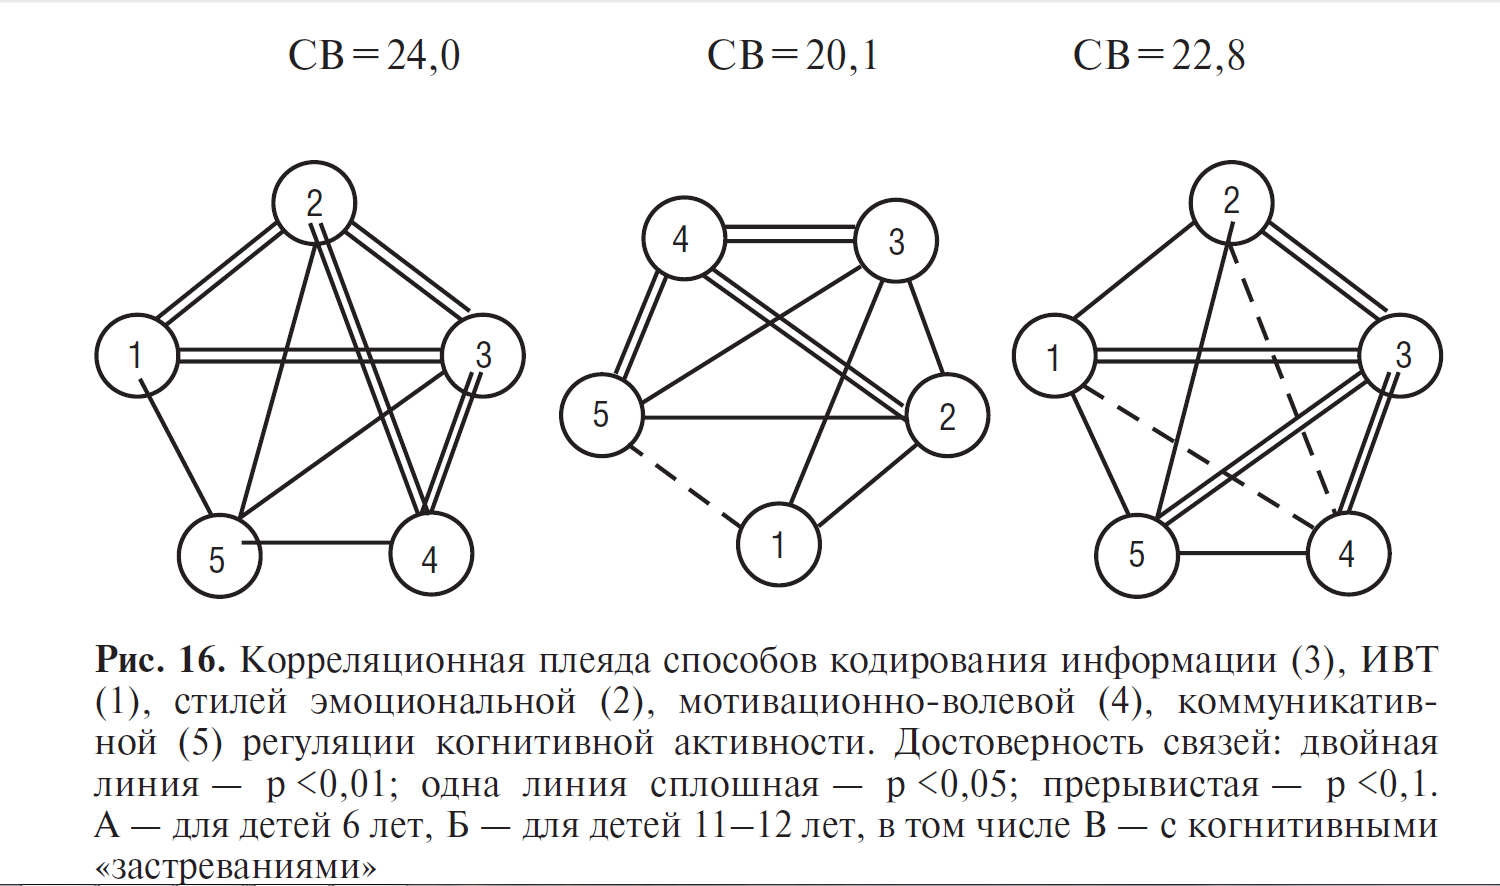 СВ=24,0 СВ=20,1 СВ=22,8
2 4 3 2
1 3 5 2 1 3
5 4 1 5 4
Рис. 16. Корреляционная плеяда способов кодирования информации (3), ИВТ
(1), стилей эмоциональной (2), мотивационно-волевой (4), коммуникатив-
ной (5) регуляции когнитивной активности. Достоверность связей: двойная
линия — p <0,01; одна линия сплошная — p <0,05; прерывистая — p <0,1.
А — для детей 6 лет, Б — для детей 11–12 лет, в том числе В — с когнитивными
«застреваниями»